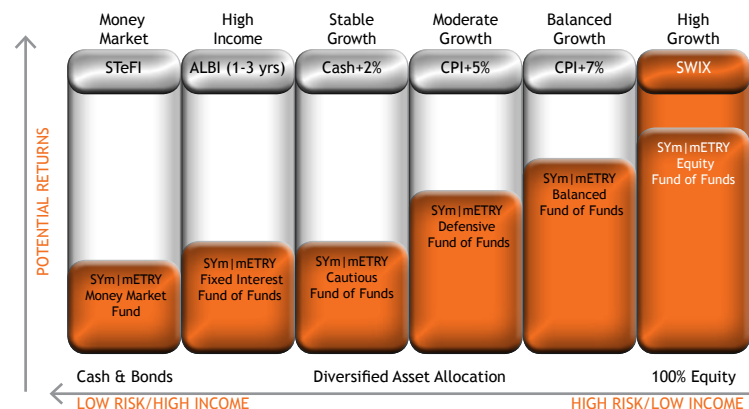 Money
Market
High
Income
Stable
Growth
Moderate
Growth
Balanced
Growth
High
Growth
STeFI
ALBI (1-3 yrs)
Cash+2%
CPI+5%
CPI+7%
SWIX
POTENTIAL RETURNS
SYm|mETRY
Money Market
Fund
SYm|mETRY
Fixed Interest
Fund of Funds
SYm|mETRY
Cautious
Fund of Funds
SYm|mETRY
Defensive
Fund of Funds
SYm|mETRY
Balanced
Fund of Funds
SYm|mETRY
Equity
Fund of Funds
Cash & Bonds
Diversified Asset Allocation
100% Equity
LOW RISK/HIGH INCOME
HIGH RISK/LOW INCOME